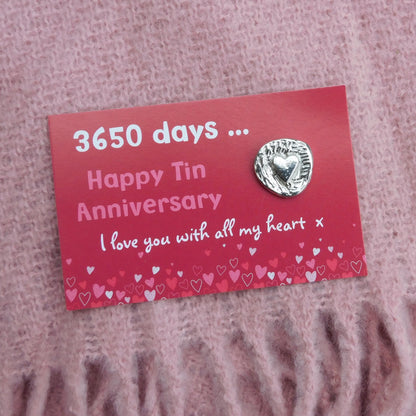 3650 days ...
Happy Tin
Anniversary
I love you with all my heart x